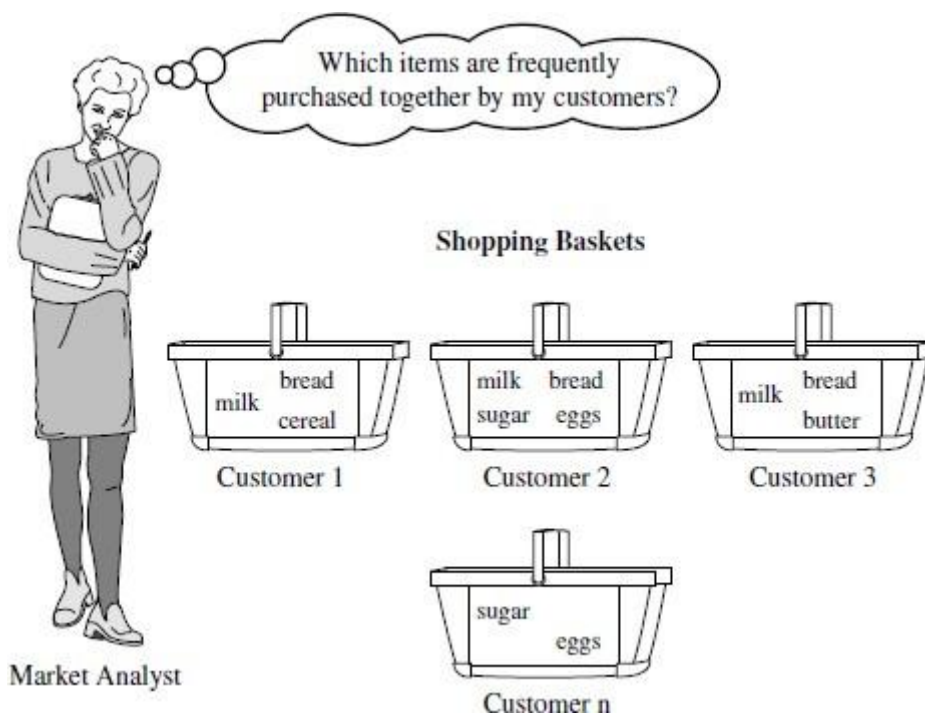 Which items are frequently
purchased together by my customers?
Shopping Baskets
milk
bread
cereal
Customer 1
milk bread
sugar eggs
Customer 2
milk
bread
butter
Customer 3
sugar
eggs
Customer n
Market Analyst